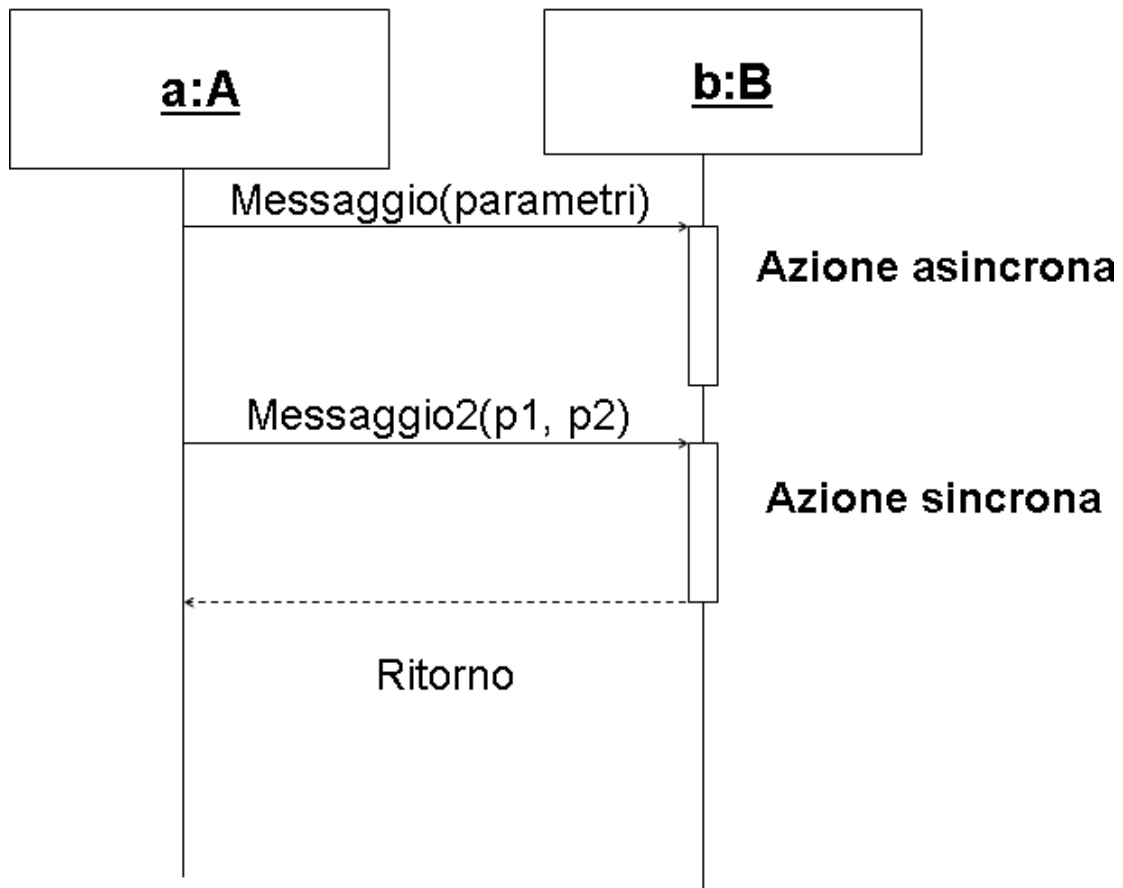 a:A
b:B
Messaggio(parametri)
Azione asincrona
Messaggio2(p1, p2)
Azione sincrona
Ritorno